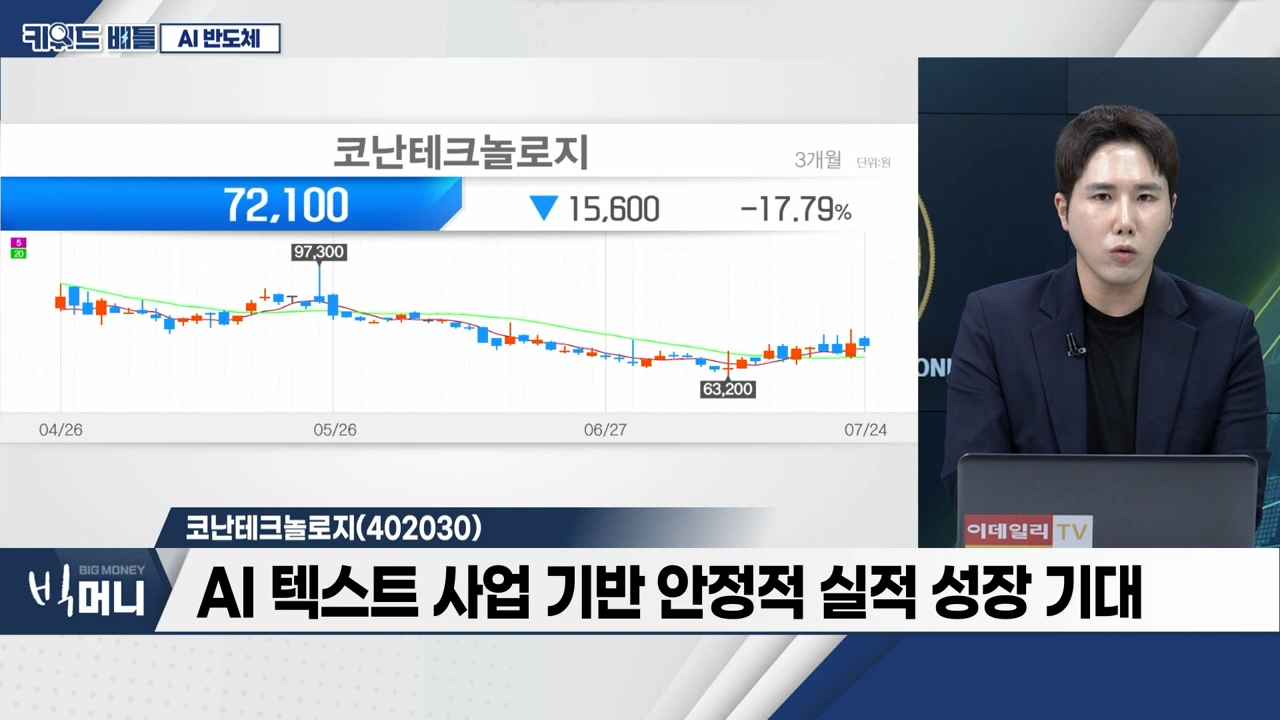 키워드 배틀 AI 반도체
코난테크놀로지
3개월 단위:원
72,100 ▼ 15,600 -17.79%
5
20
97,300
63,200
04/26 05/26 06/27 07/24
이데일리 TV
코난테크놀로지(402030)
빅머니 BIG MONEY
AI 텍스트 사업 기반 안정적 실적 성장 기대